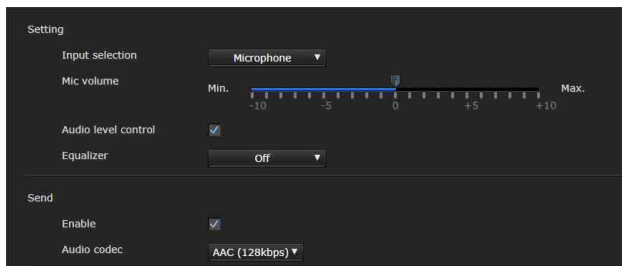 Setting
Input selection Microphone ▼
Mic volume Min. Max.
-10 -5 0 +5 +10
Audio level control
Equalizer Off ▼
Send
Enable
Audio codec AAC (128kbps) ▼